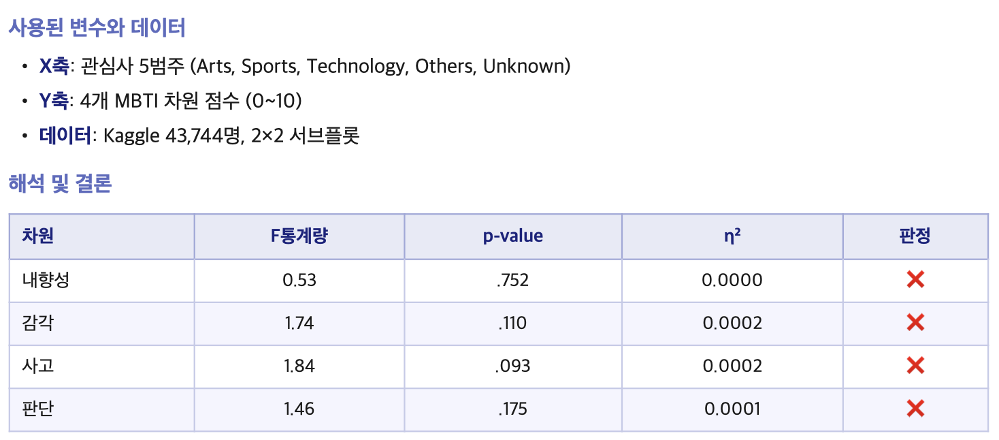 사용된 변수와 데이터
• X축: 관심사 5범주 (Arts, Sports, Technology, Others, Unknown)
• Y축: 4개 MBTI 차원 점수 (0~10)
• 데이터: Kaggle 43,744명, 2×2 서브플롯
해석 및 결론
차원 F통계량 p-value η² 판정
내향성 0.53 .752 0.0000 ❌
감각 1.74 .110 0.0002 ❌
사고 1.84 .093 0.0002 ❌
판단 1.46 .175 0.0001 ❌